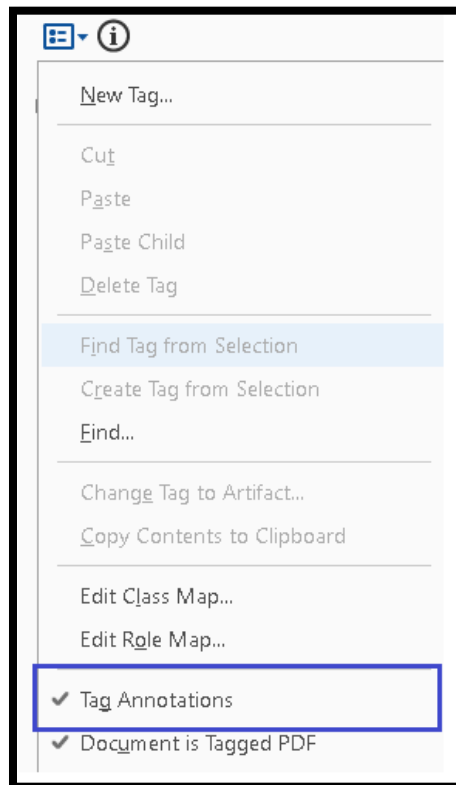 New Tag...
Cut
Paste
Paste Child
Delete Tag
Find Tag from Selection
Create Tag from Selection
Find...
Change Tag to Artifact...
Copy Contents to Clipboard
Edit Class Map...
Edit Role Map...
Tag Annotations
Document is Tagged PDF